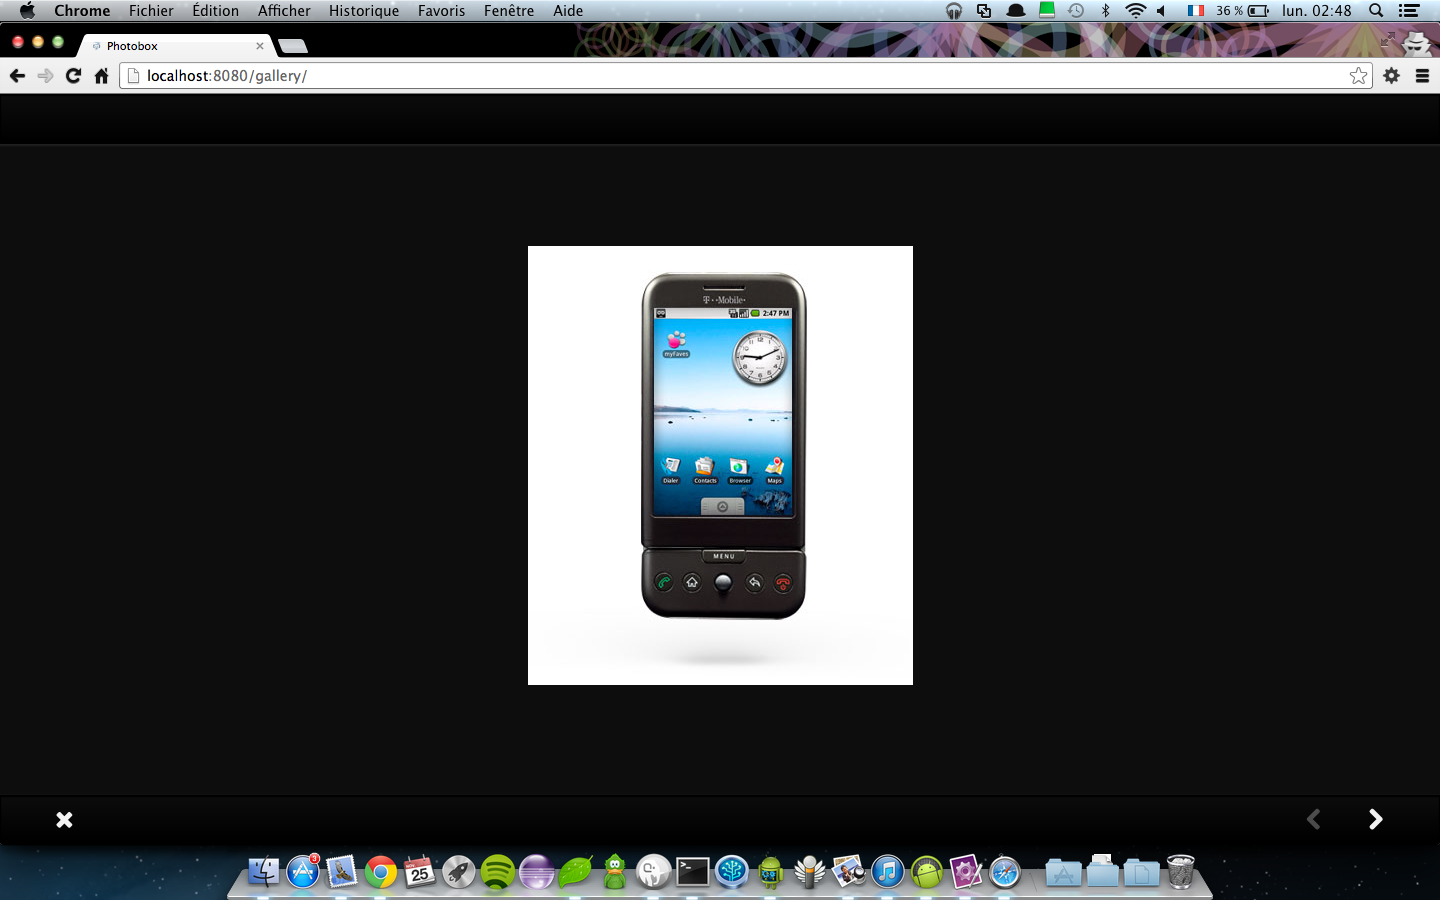 Chrome Fichier Édition Afficher Historique Favoris Fenêtre Aide 36 % lun. 02:48
Photobox
localhost:8080/gallery/
T··Mobile·
2:47 PM
myFaves
Dialer Contacts Browser Maps
MENU
3
NOV
25